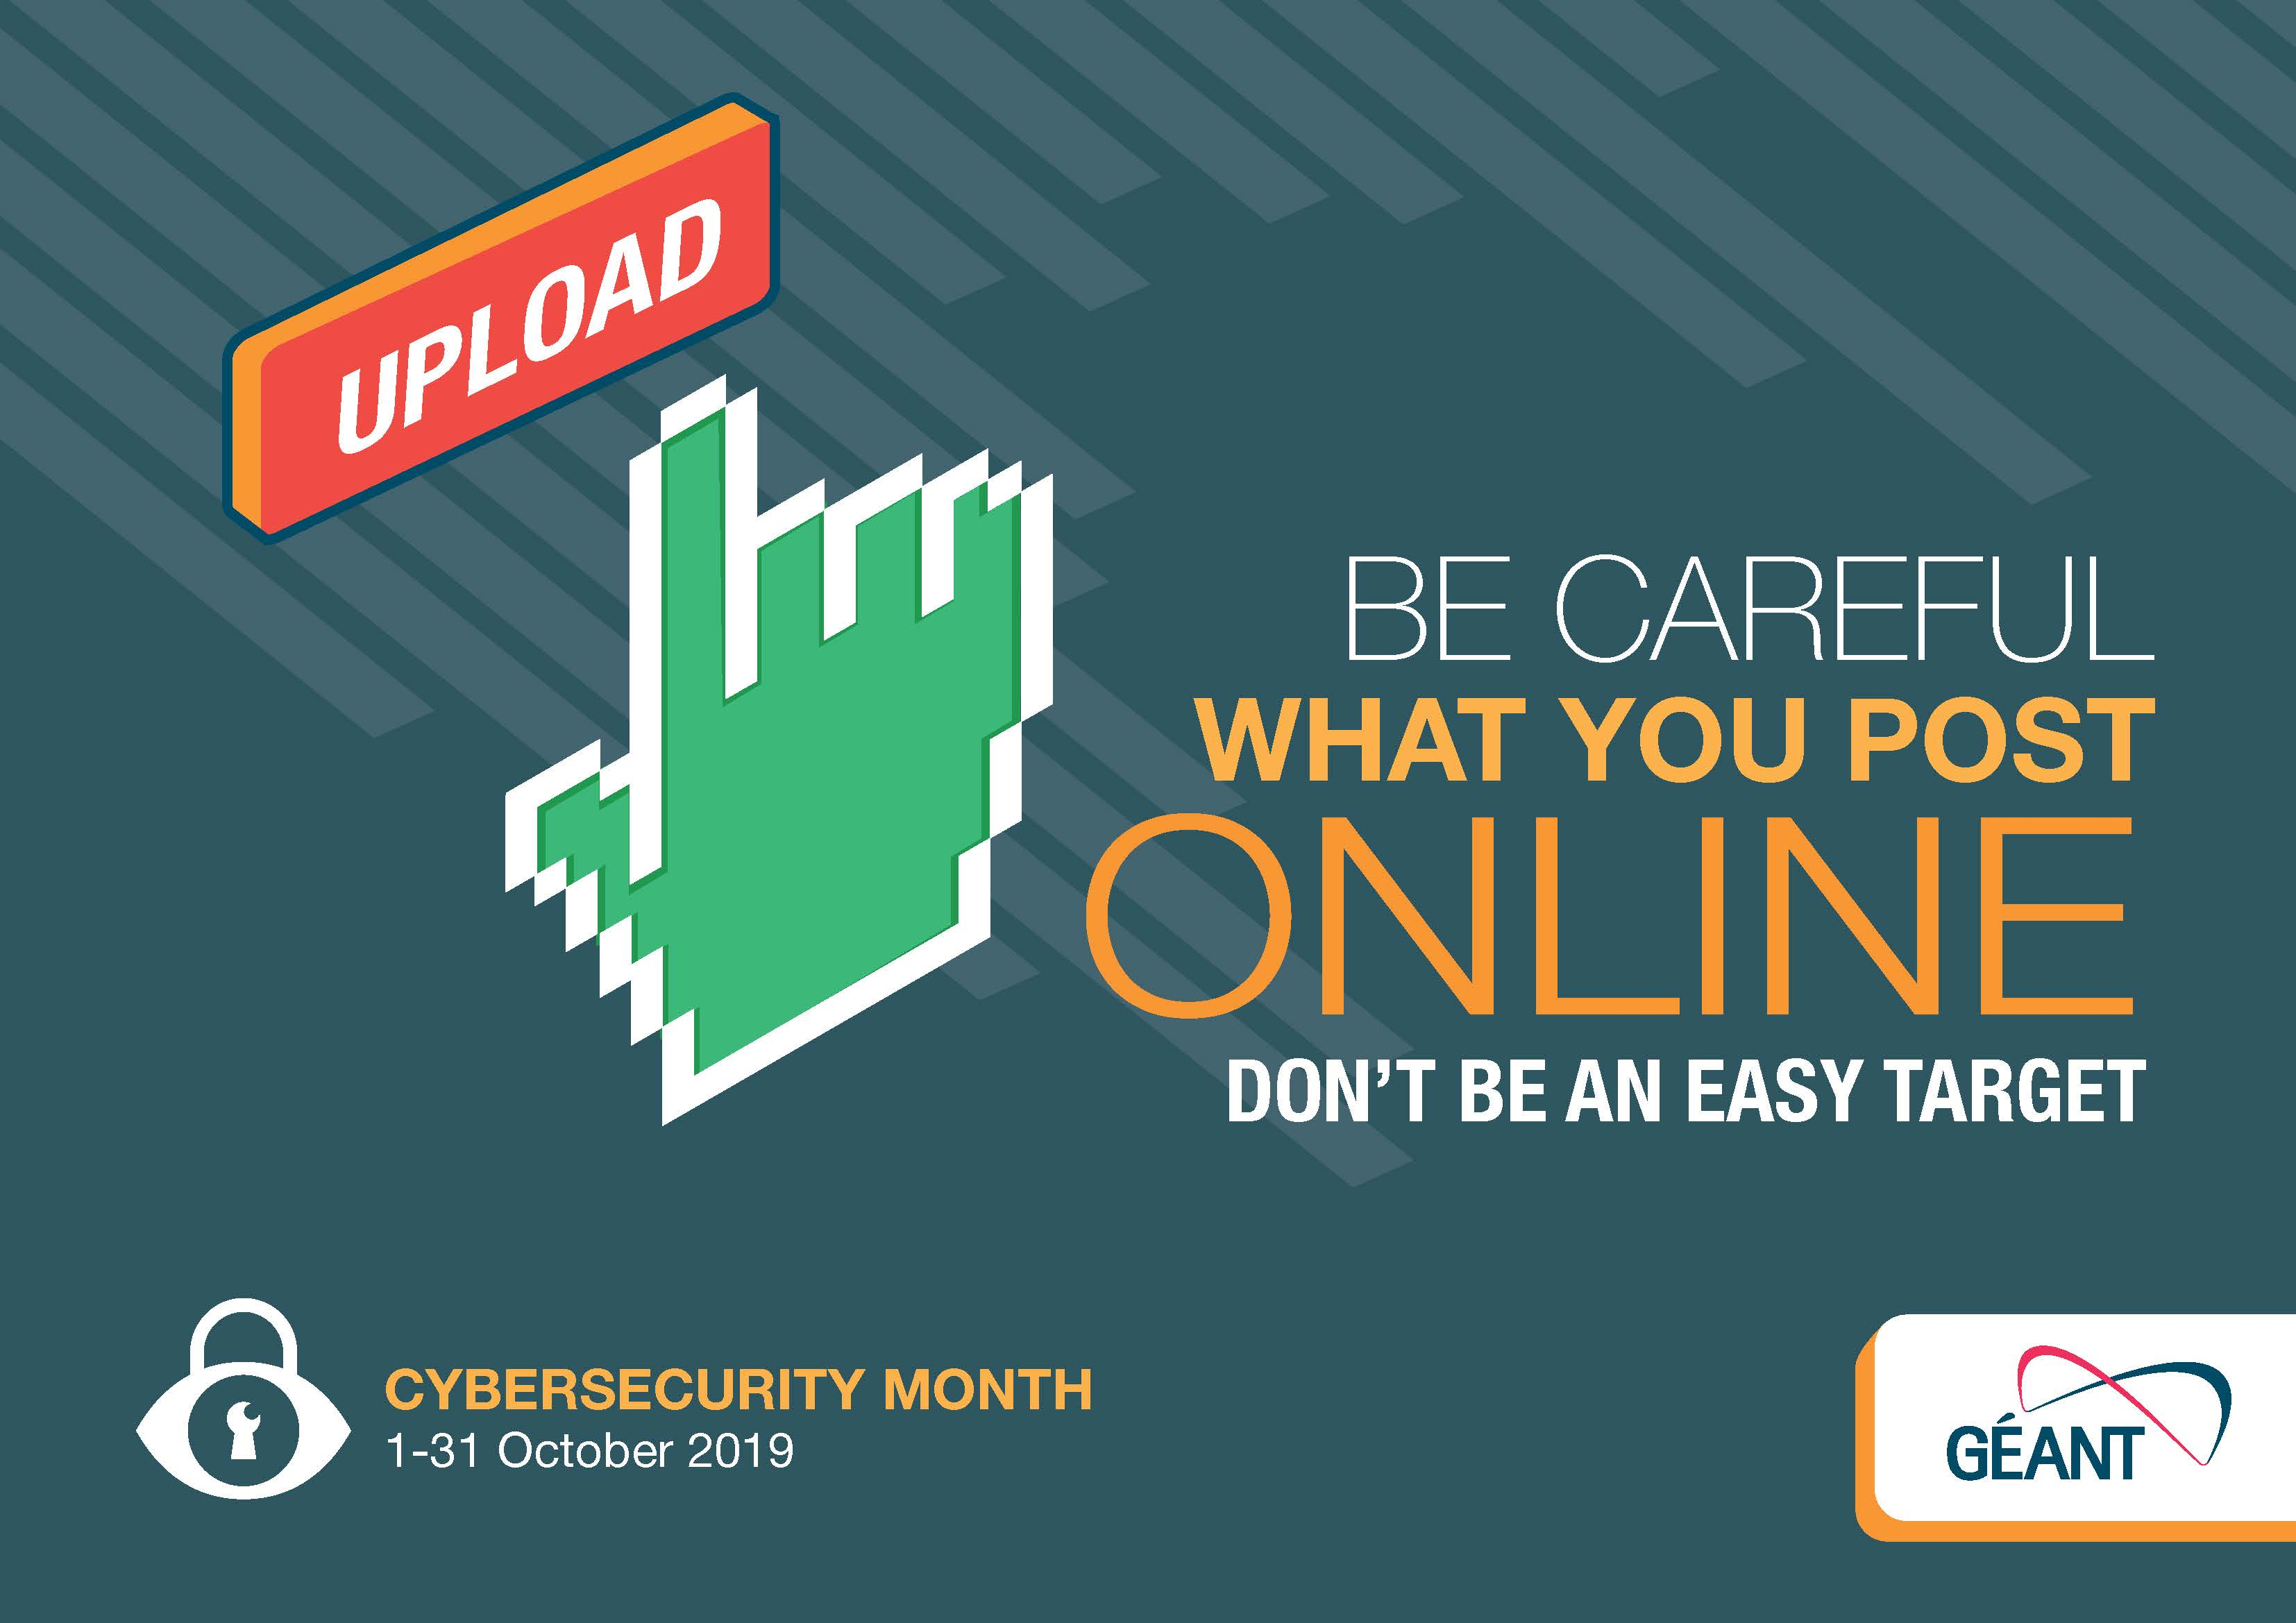 UPLOAD
BE CAREFUL
WHAT YOU POST
ONLINE
DON'T BE AN EASY TARGET
CYBERSECURITY MONTH
1-31 October 2019
GÉANT